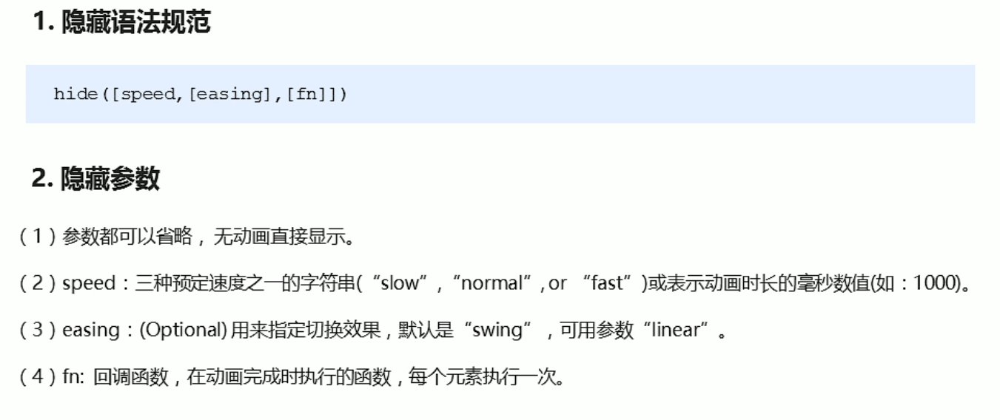 1. 隐藏语法规范
hide([speed,[easing],[fn]])
2. 隐藏参数
（1）参数都可以省略， 无动画直接显示。
（2）speed：三种预定速度之一的字符串(“slow”,“normal”, or “fast”)或表示动画时长的毫秒数值(如：1000)。
（3）easing：(Optional) 用来指定切换效果，默认是“swing”，可用参数“linear”。
（4）fn: 回调函数，在动画完成时执行的函数，每个元素执行一次。